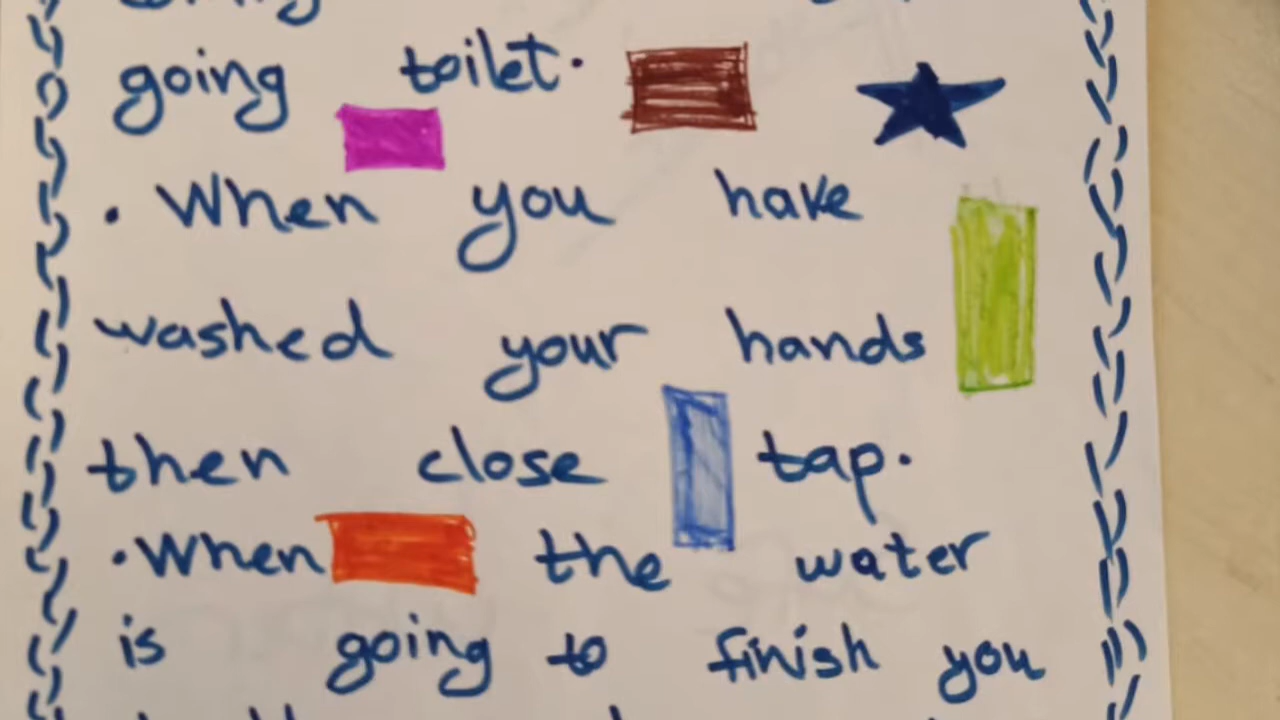 going toilet.
. When you have
washed your hands
then close tap.
. When the water
is going to finish you